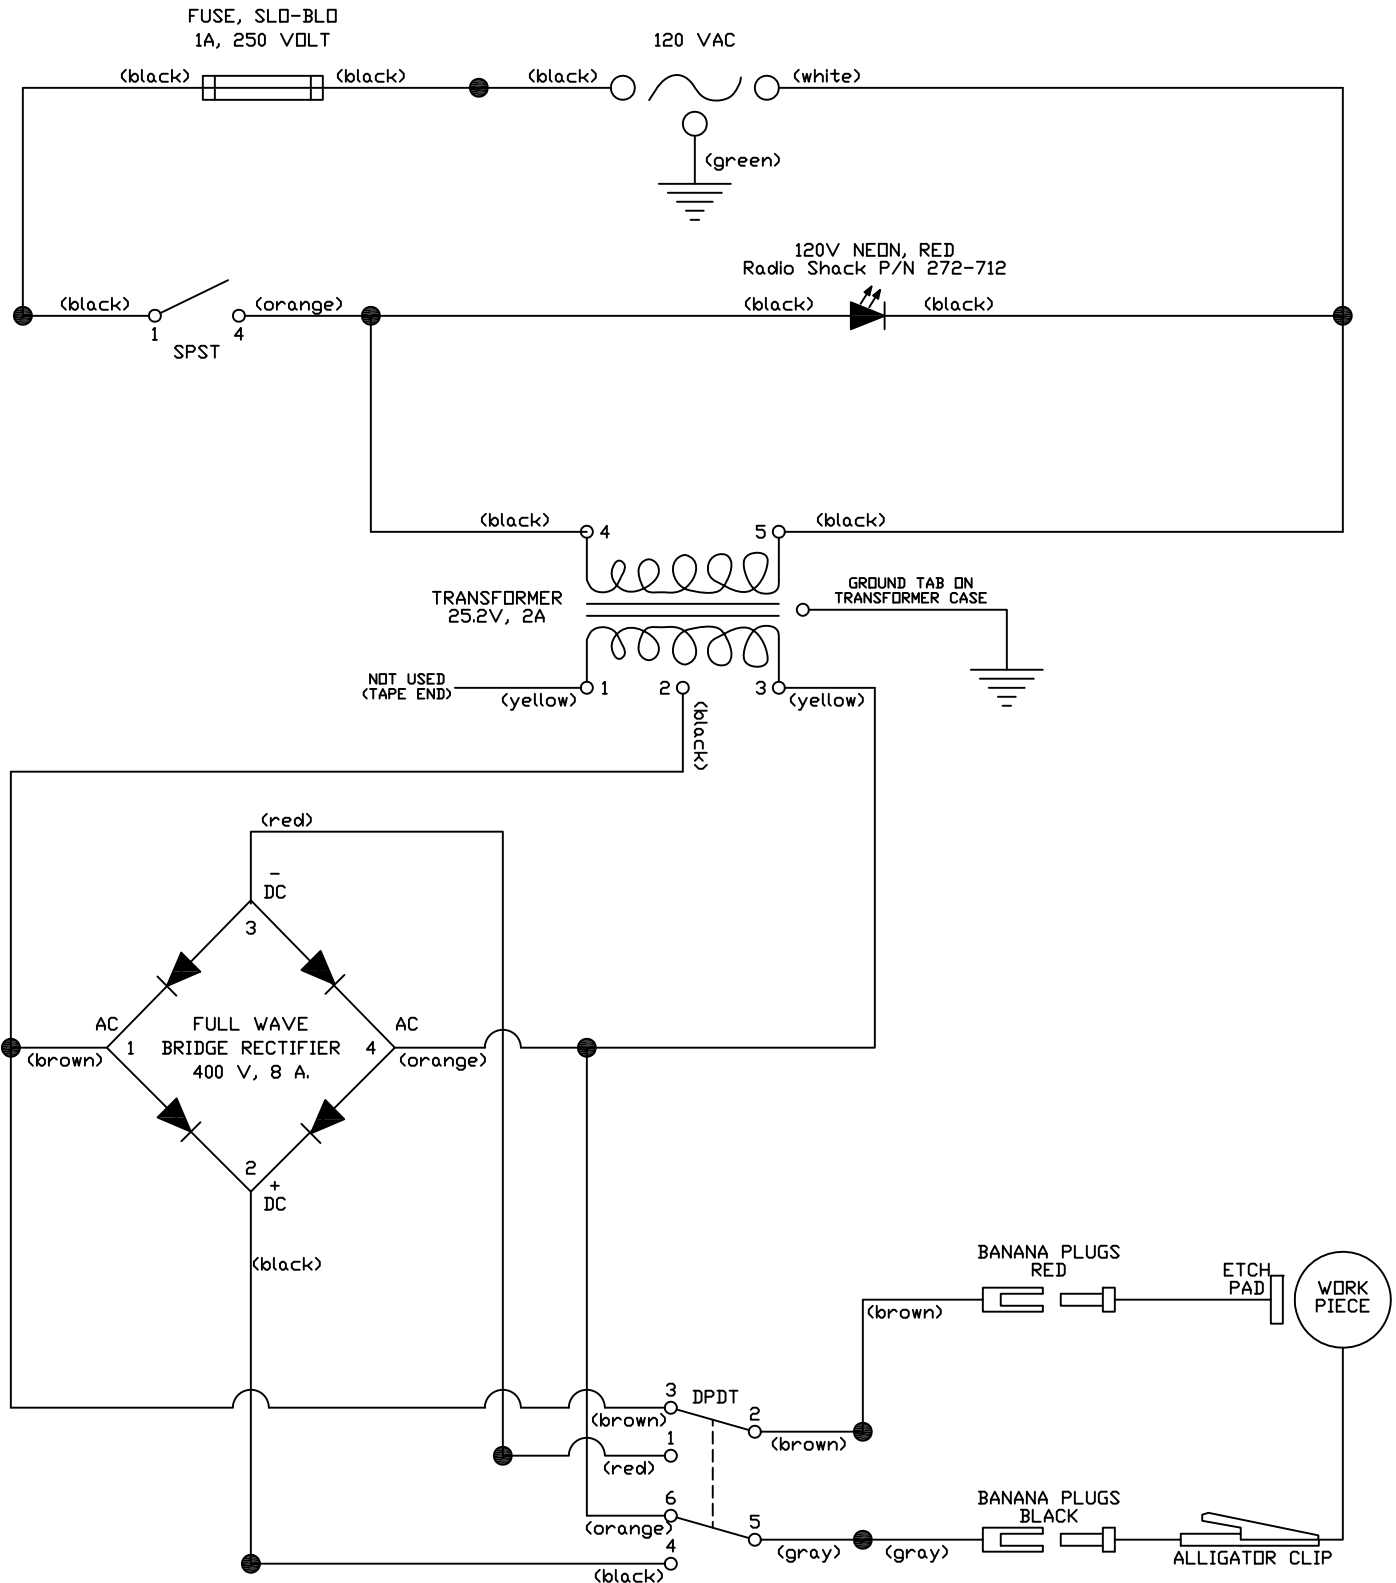 FUSE, SLO-BLO
1A, 250 VOLT
120 VAC
(black)
(black)
(black)
(white)
(green)
120V NEON, RED
Radio Shack P/N 272-712
(black)
(orange)
(black)
(black)
1
4
SPST
(black)
4
5
(black)
TRANSFORMER
25.2V, 2A
GROUND TAB ON
TRANSFORMER CASE
NOT USED
(TAPE END)
(yellow)
1
2
(black)
3
(yellow)
(red)
-
DC
3
AC
FULL WAVE
AC
1
BRIDGE RECTIFIER
4
400 V, 8 A.
(brown)
(orange)
2
+
DC
(black)
BANANA PLUGS
RED
ETCH
PAD
WORK
PIECE
(brown)
3
DPDT
2
(brown)
(brown)
1
(red)
6
(orange)
5
(gray)
(gray)
BANANA PLUGS
BLACK
ALLIGATOR CLIP
4
(black)